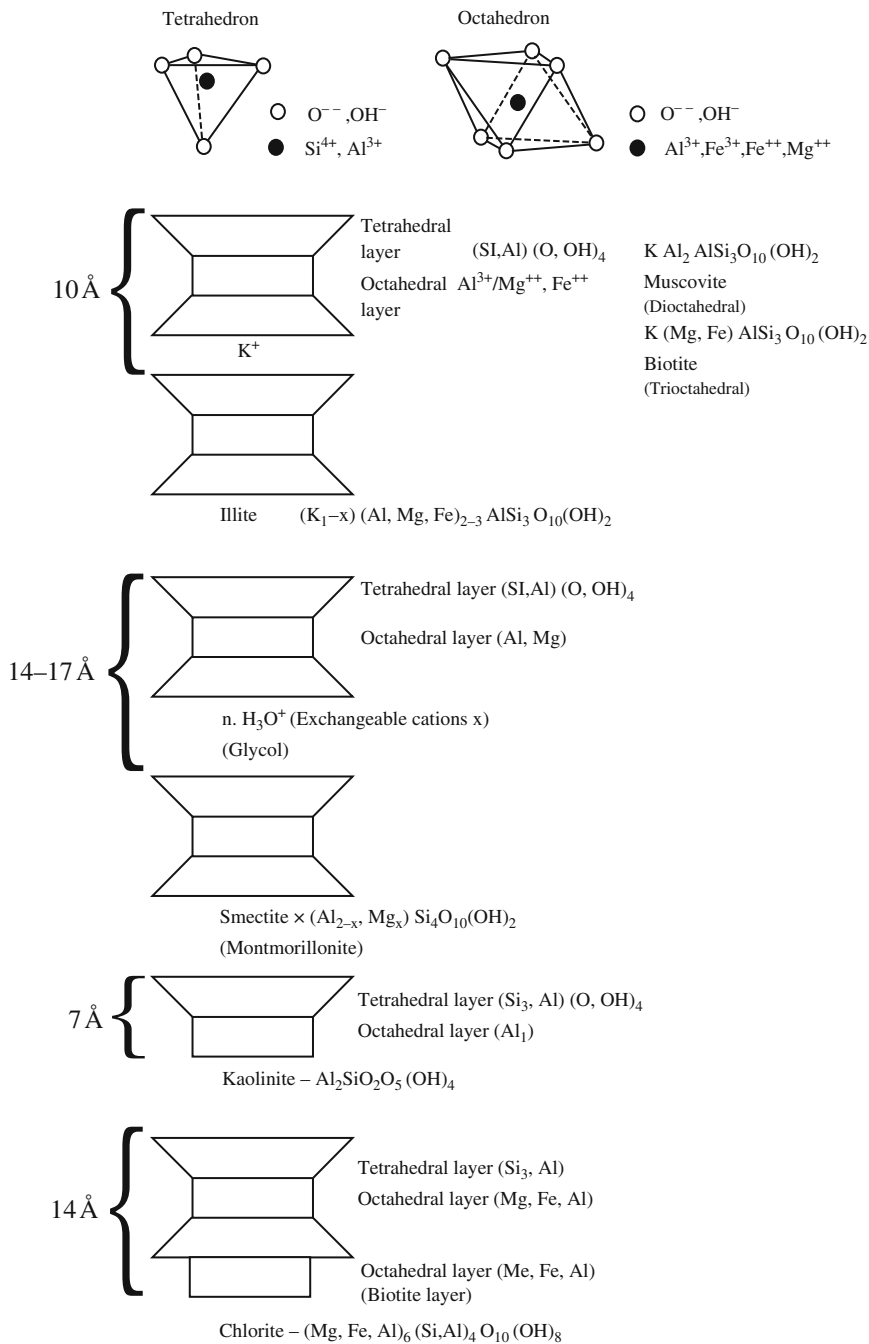 Tetrahedron
Octahedron
O⁻⁻ ,OH⁻
Si⁴⁺, Al³⁺
O⁻⁻ ,OH⁻
Al³⁺,Fe³⁺,Fe⁺⁺,Mg⁺⁺
10 Å
Tetrahedral
layer
(SI,Al) (O, OH)₄
Octahedral
layer
Al³⁺/Mg⁺⁺, Fe⁺⁺
K Al₂ AlSi₃O₁₀ (OH)₂
Muscovite
(Dioctahedral)
K (Mg, Fe) AlSi₃ O₁₀ (OH)₂
Biotite
(Trioctahedral)
K⁺
Illite (K₁–x) (Al, Mg, Fe)₂₋₃ AlSi₃ O₁₀(OH)₂
14–17 Å
Tetrahedral layer (SI,Al) (O, OH)₄
Octahedral layer (Al, Mg)
n. H₃O⁺ (Exchangeable cations x)
(Glycol)
Smectite × (Al₂₋ₓ, Mgₓ) Si₄O₁₀(OH)₂
(Montmorillonite)
7 Å
Tetrahedral layer (Si₃, Al) (O, OH)₄
Octahedral layer (Al₁)
Kaolinite – Al₂SiO₂O₅ (OH)₄
14 Å
Tetrahedral layer (Si₃, Al)
Octahedral layer (Mg, Fe, Al)
Octahedral layer (Me, Fe, Al)
(Biotite layer)
Chlorite – (Mg, Fe, Al)₆ (Si,Al)₄ O₁₀ (OH)₈